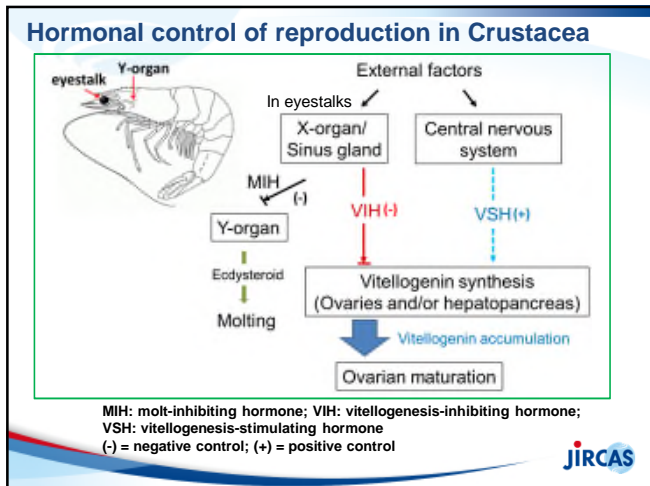 Hormonal control of reproduction in Crustacea
eyestalk
Y-organ
External factors
In eyestalks
X-organ/
Sinus gland
Central nervous
system
MIH
(-)
VIH(-)
VSH(+)
Y-organ
Ecdysteroid
Molting
Vitellogenin synthesis
(Ovaries and/or hepatopancreas)
Vitellogenin accumulation
Ovarian maturation
MIH: molt-inhibiting hormone; VIH: vitellogenesis-inhibiting hormone;
VSH: vitellogenesis-stimulating hormone
(-) = negative control; (+) = positive control
JIRCAS